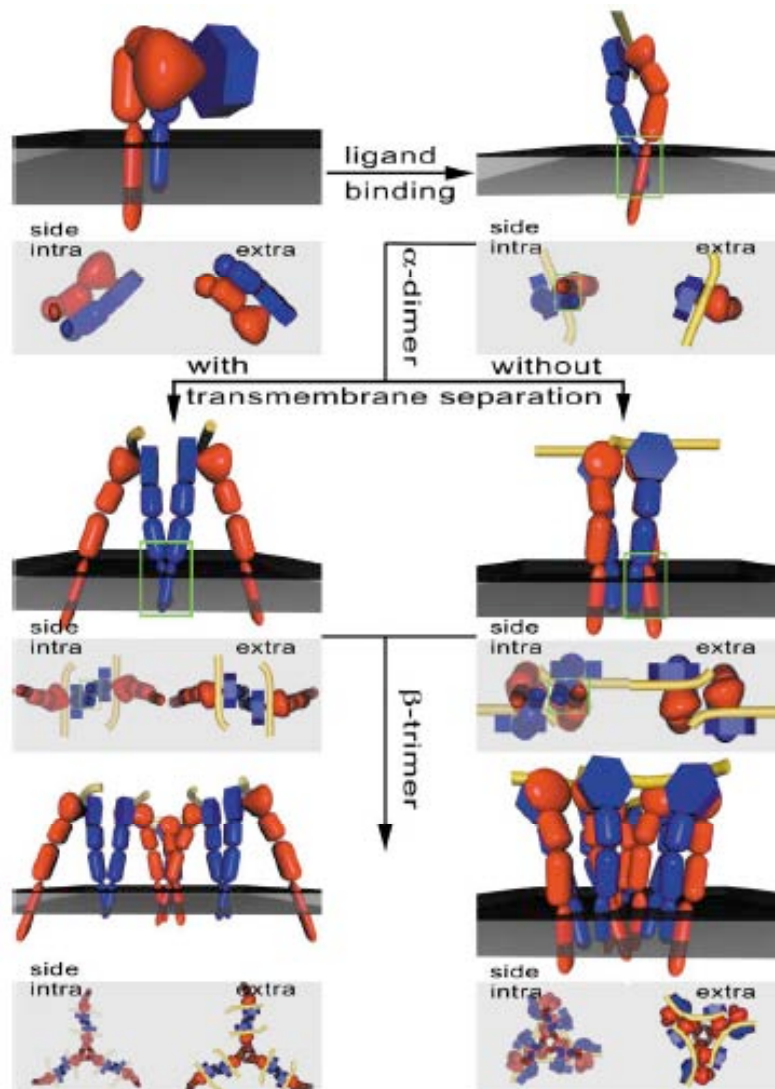 ligand
binding
side
intra extra
side
intra extra
α-dimer
with without
transmembrane separation
side
intra extra
side
intra extra
β-trimer
side
intra extra
side
intra extra